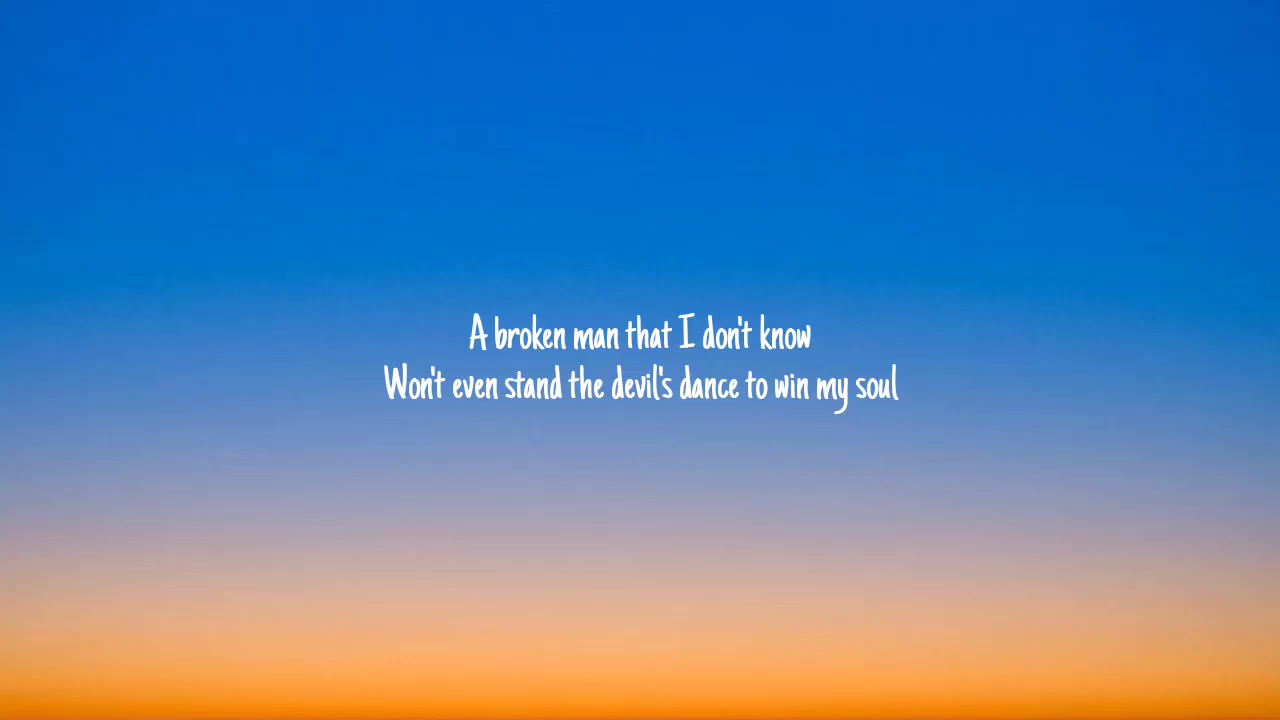 A broken man that I don't know
Won't even stand the devil's dance to win my soul